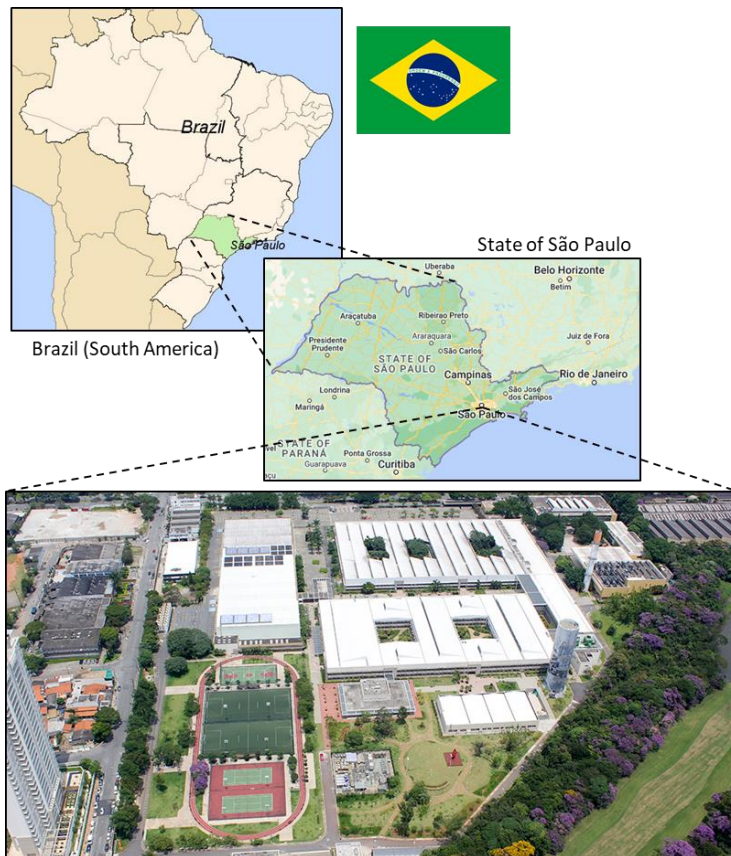 Brazil
São Paulo
Brazil (South America)
State of São Paulo
Uberaba
Belo Horizonte
Betim
Araçatuba
Ribeirao Preto
Juiz de Fora
Presidente
Prudente
Araraquara
São Carlos
STATE OF
SÃO PAULO
Campinas
Rio de Janeiro
São José
dos Campos
Londrina
Maringá
São Paulo
STATE OF
PARANÁ
Ponta Grossa
Guarapuava
Curitiba